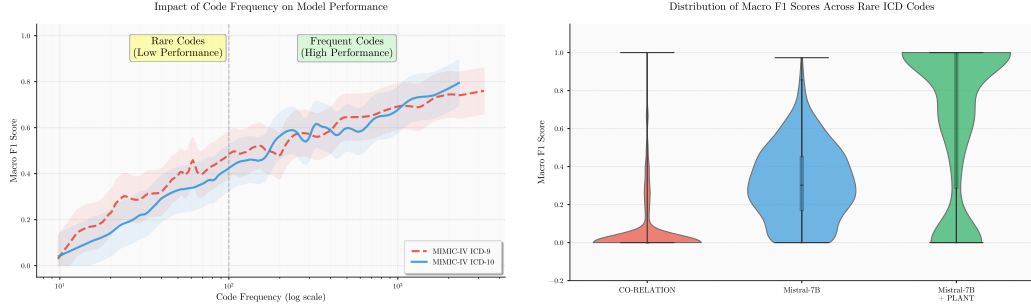 Impact of Code Frequency on Model Performance
Macro F1 Score
1.0
0.8
0.6
0.4
0.2
0.0
Rare Codes
(Low Performance)
Frequent Codes
(High Performance)
MIMIC-IV ICD-9
MIMIC-IV ICD-10
10¹
10²
10³
Code Frequency (log scale)
Distribution of Macro F1 Scores Across Rare ICD Codes
Macro F1 Score
1.0
0.8
0.6
0.4
0.2
0.0
−0.2
CO-RELATION
Mistral-7B
Mistral-7B
+ PLANT